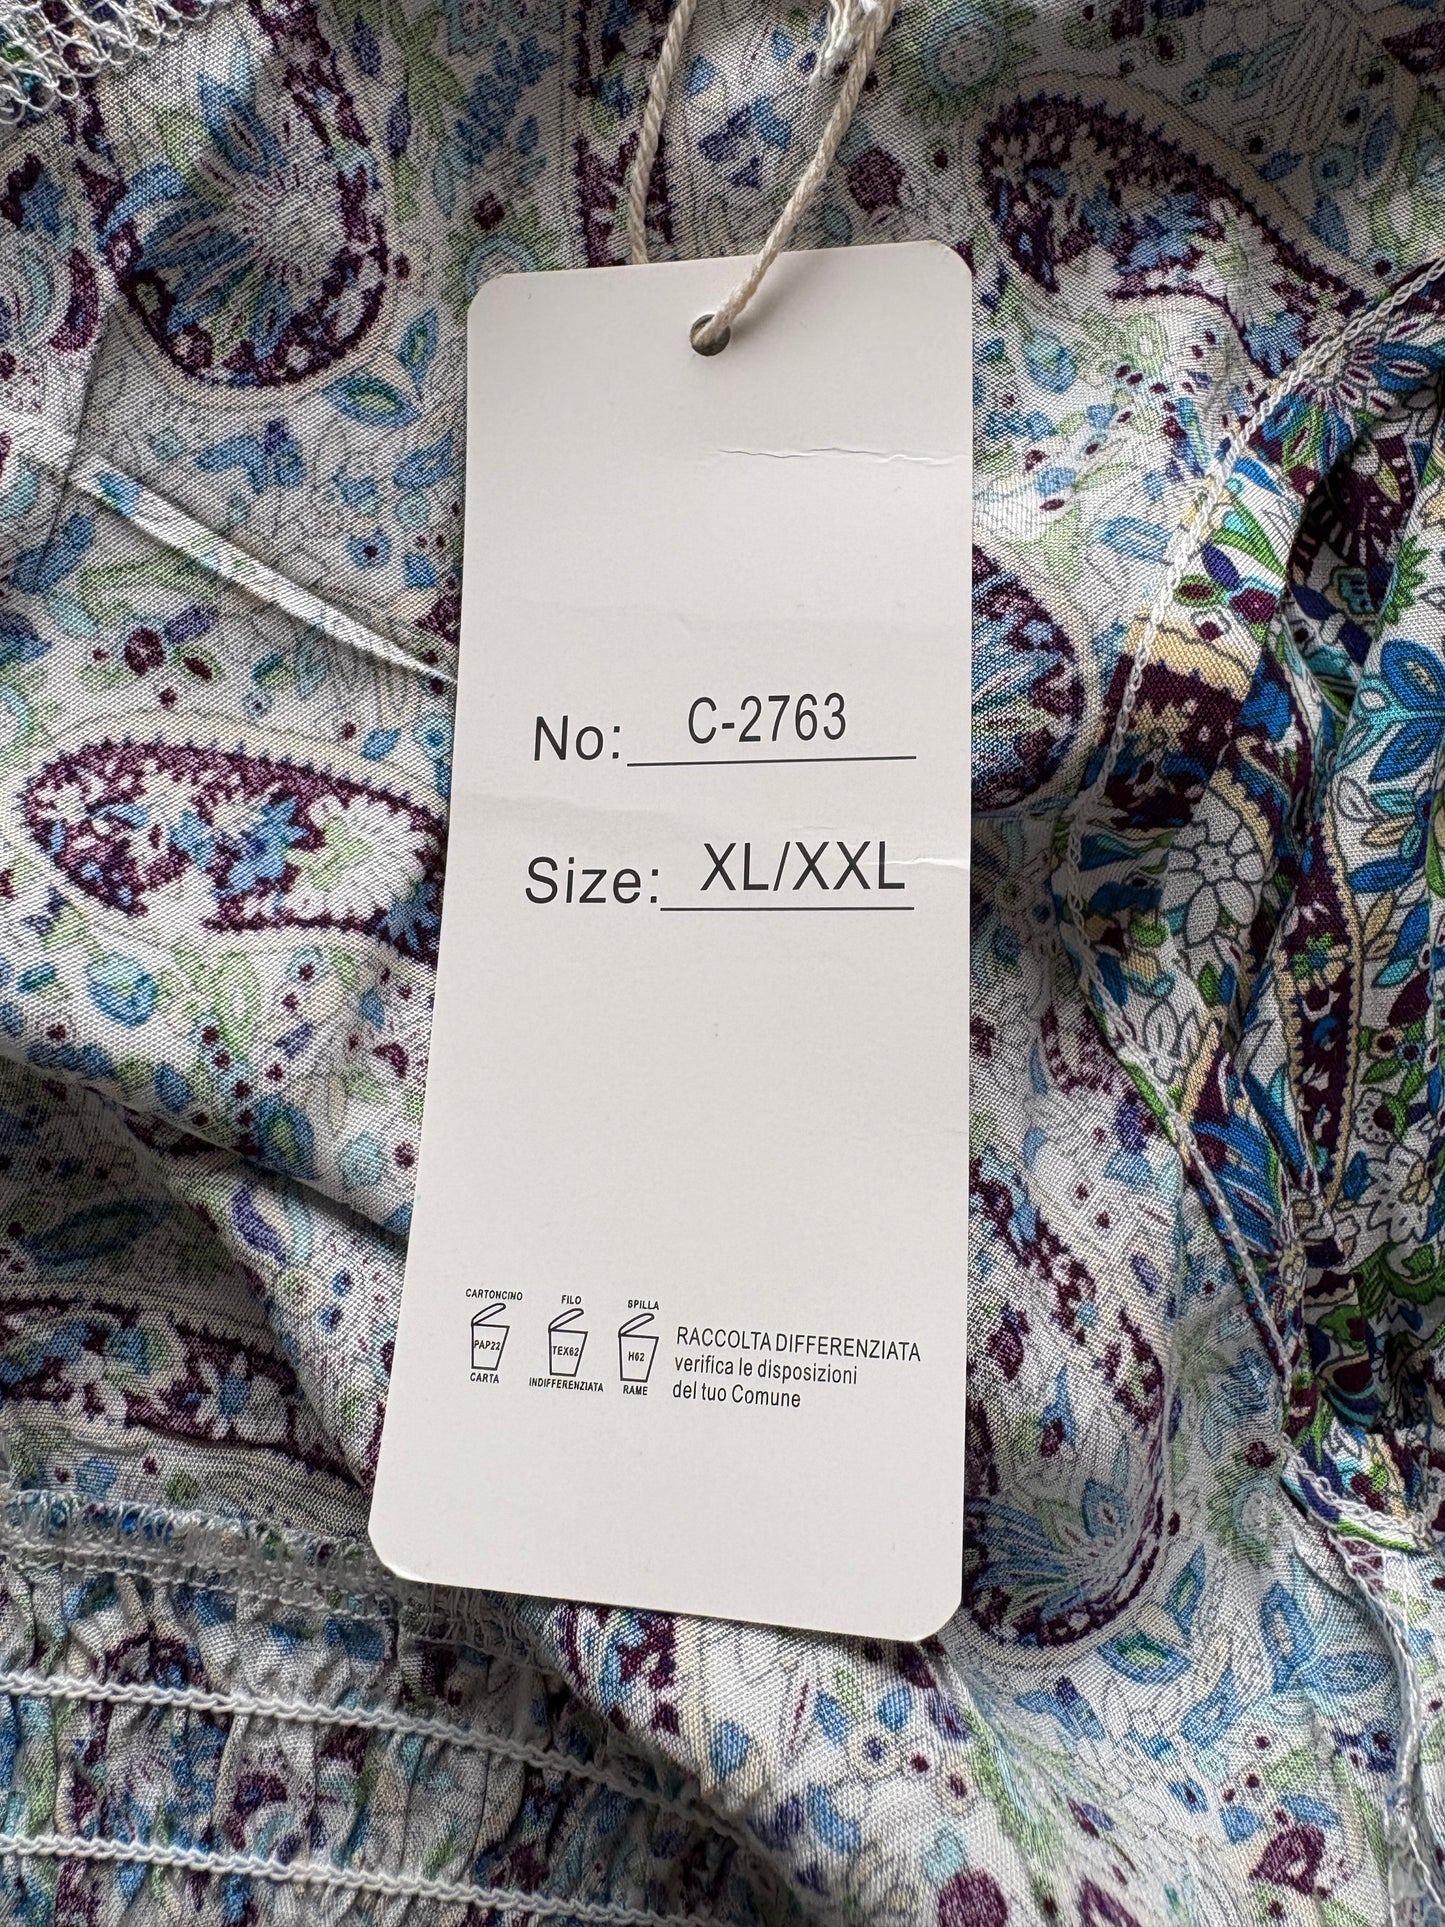 No: C-2763
Size: XL/XXL
CARTONCINO FILO SPILLA
PAP22 TEX62 H62
CARTA INDIFFERENZIATA RAME
RACCOLTA DIFFERENZIATA
verifica le disposizioni
del tuo Comune